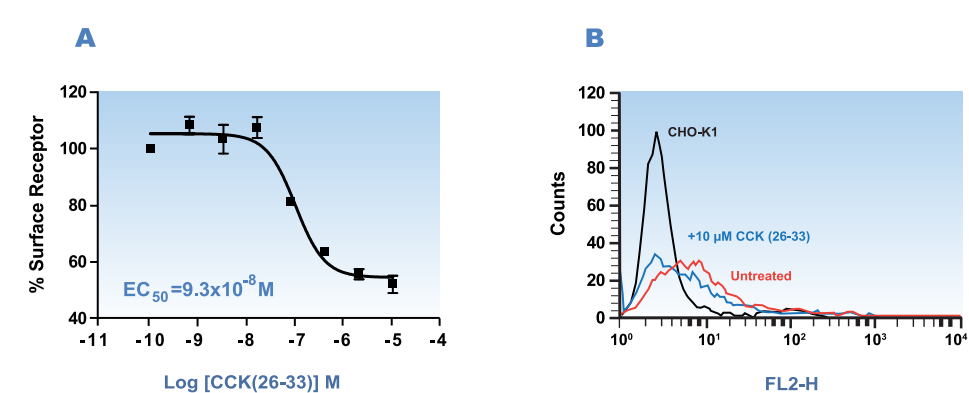 A
120
100
80
60
40
% Surface Receptor
EC50=9.3x10-8M
-11 -10 -9 -8 -7 -6 -5 -4
Log [CCK(26-33)] M
B
120
100
80
60
40
20
0
Counts
CHO-K1
+10 µM CCK (26-33)
Untreated
10⁰ 10¹ 10² 10³ 10⁴
FL2-H